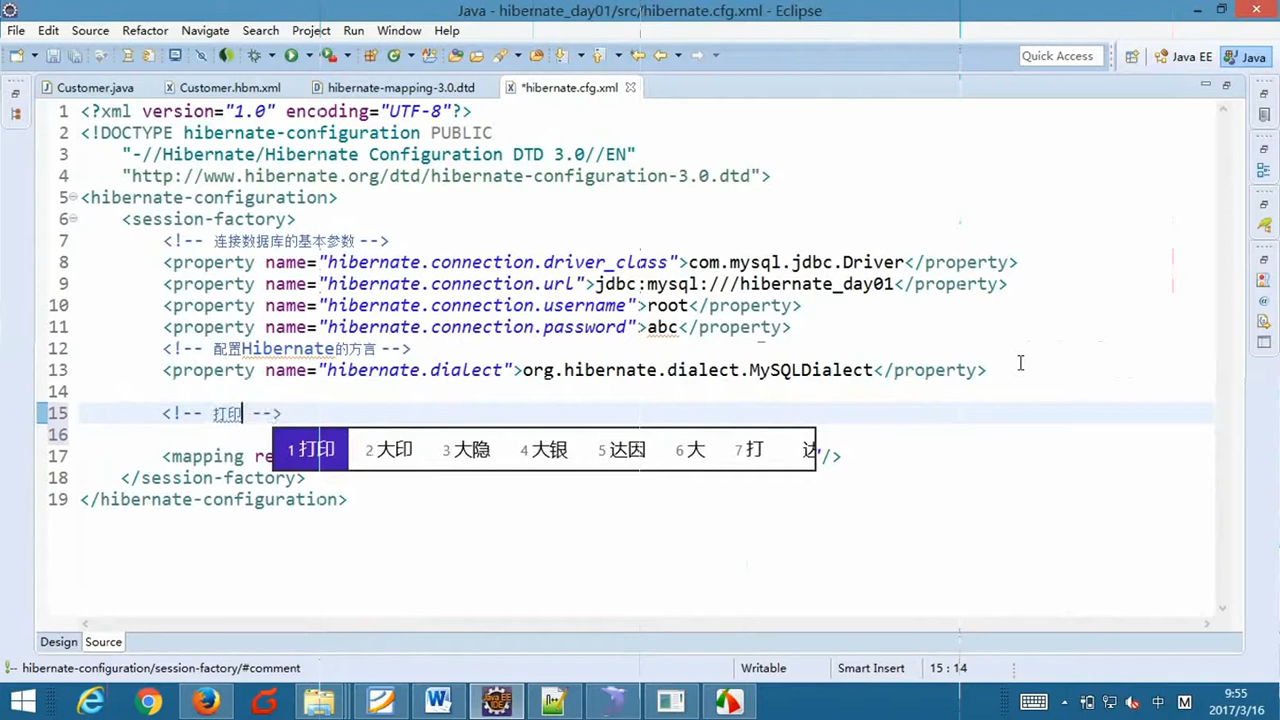 Java - hibernate_day01/src/hibernate.cfg.xml - Eclipse
File Edit Source Refactor Navigate Search Project Run Window Help
Quick Access Java EE Java
Customer.java Customer.hbm.xml hibernate-mapping-3.0.dtd *hibernate.cfg.xml
1 <?xml version="1.0" encoding="UTF-8"?>
2 <!DOCTYPE hibernate-configuration PUBLIC
3 "-//Hibernate/Hibernate Configuration DTD 3.0//EN"
4 "http://www.hibernate.org/dtd/hibernate-configuration-3.0.dtd">
5 <hibernate-configuration>
6 <session-factory>
7 <!-- 连接数据库的基本参数 -->
8 <property name="hibernate.connection.driver_class">com.mysql.jdbc.Driver</property>
9 <property name="hibernate.connection.url">jdbc:mysql:///hibernate_day01</property>
10 <property name="hibernate.connection.username">root</property>
11 <property name="hibernate.connection.password">abc</property>
12 <!-- 配置Hibernate的方言 -->
13 <property name="hibernate.dialect">org.hibernate.dialect.MySQLDialect</property>
14
15 <!-- 打印 -->
16 1 打印 2 大印 3 大隐 4 大银 5 达因 6 大 7 打
17 <mapping re "/>
18 </session-factory>
19 </hibernate-configuration>
Design Source
hibernate-configuration/session-factory/#comment Writable Smart Insert 15 : 14
中 M 9:55
2017/3/16